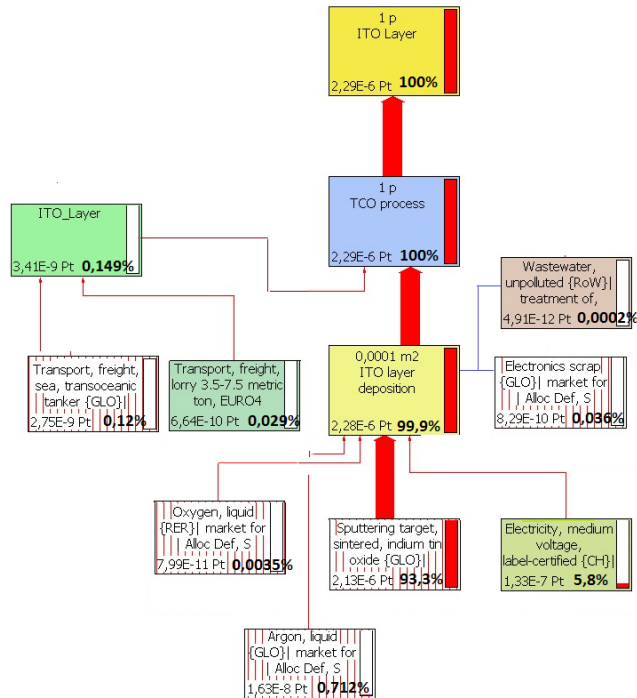 1 p
ITO Layer
2,29E-6 Pt 100%
1 p
TCO process
2,29E-6 Pt 100%
ITO_Layer
3,41E-9 Pt 0,149%
Wastewater,
unpolluted {RoW}|
treatment of,
4,91E-12 Pt 0,0002%
0,0001 m2
ITO layer
deposition
2,28E-6 Pt 99,9%
Transport, freight,
sea, transoceanic
tanker {GLO}|
2,75E-9 Pt 0,12%
Transport, freight,
lorry 3.5-7.5 metric
ton, EURO4
6,64E-10 Pt 0,029%
Electronics scrap
{GLO}| market for
| Alloc Def, S
8,29E-10 Pt 0,036%
Oxygen, liquid
{RER}| market for
| Alloc Def, S
7,99E-11 Pt 0,0035%
Sputtering target,
sintered, indium tin
oxide {GLO}|
2,13E-6 Pt 93,3%
Electricity, medium
voltage,
label-certified {CH}|
1,33E-7 Pt 5,8%
Argon, liquid
{GLO}| market for
| Alloc Def, S
1,63E-8 Pt 0,712%